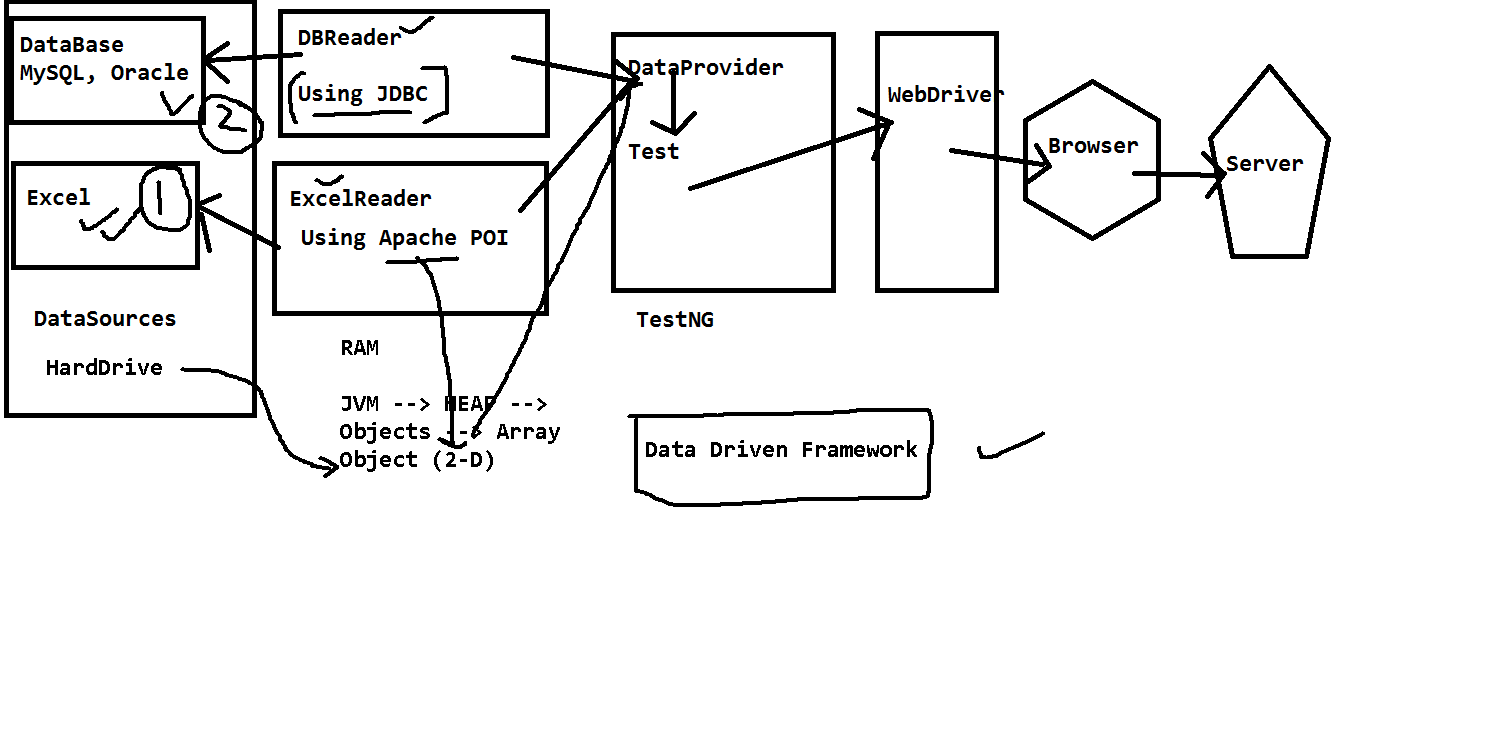 DataBase
MySQL, Oracle
2
Excel
1
DataSources
HardDrive
DBReader
Using JDBC
ExcelReader
Using Apache POI
RAM
JVM --> HEAP -->
Objects --> Array
Object (2-D)
DataProvider
Test
TestNG
Data Driven Framework
WebDriver
Browser
Server